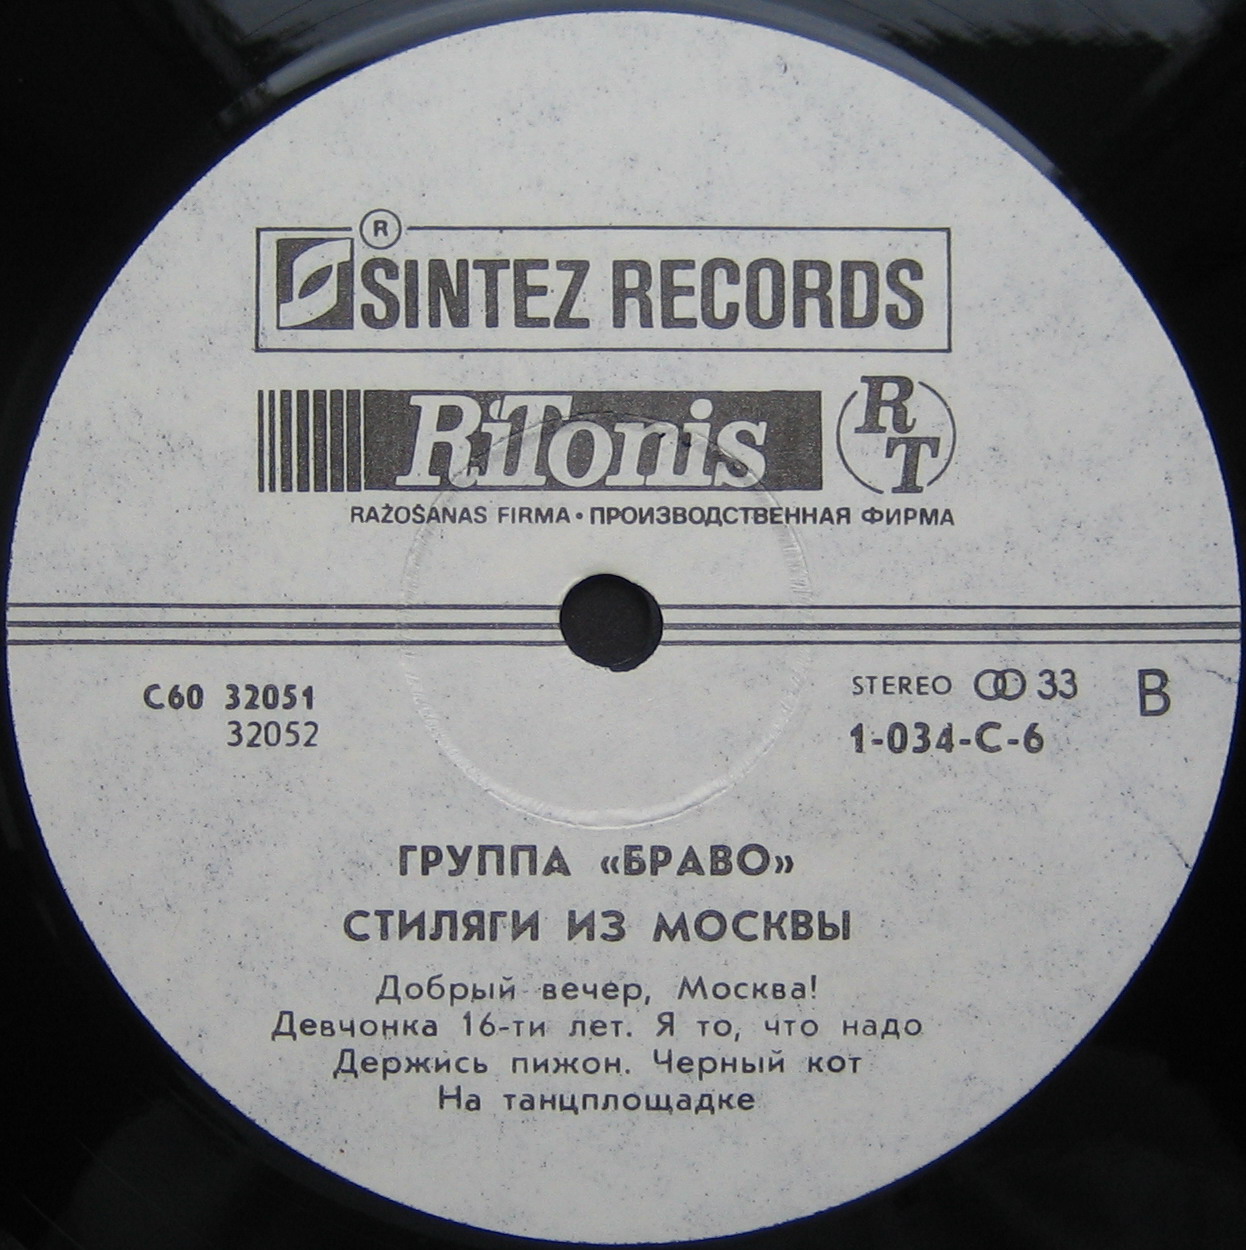 ®
SINTEZ RECORDS
RiTonis RT
RAŽOŠANAS FIRMA • ПРОИЗВОДСТВЕННАЯ ФИРМА
С60 32051
32052
STEREO 33
1-034-С-6
B
ГРУППА «БРАВО»
СТИЛЯГИ ИЗ МОСКВЫ
Добрый вечер, Москва!
Девчонка 16-ти лет. Я то, что надо
Держись пижон. Черный кот
На танцплощадке